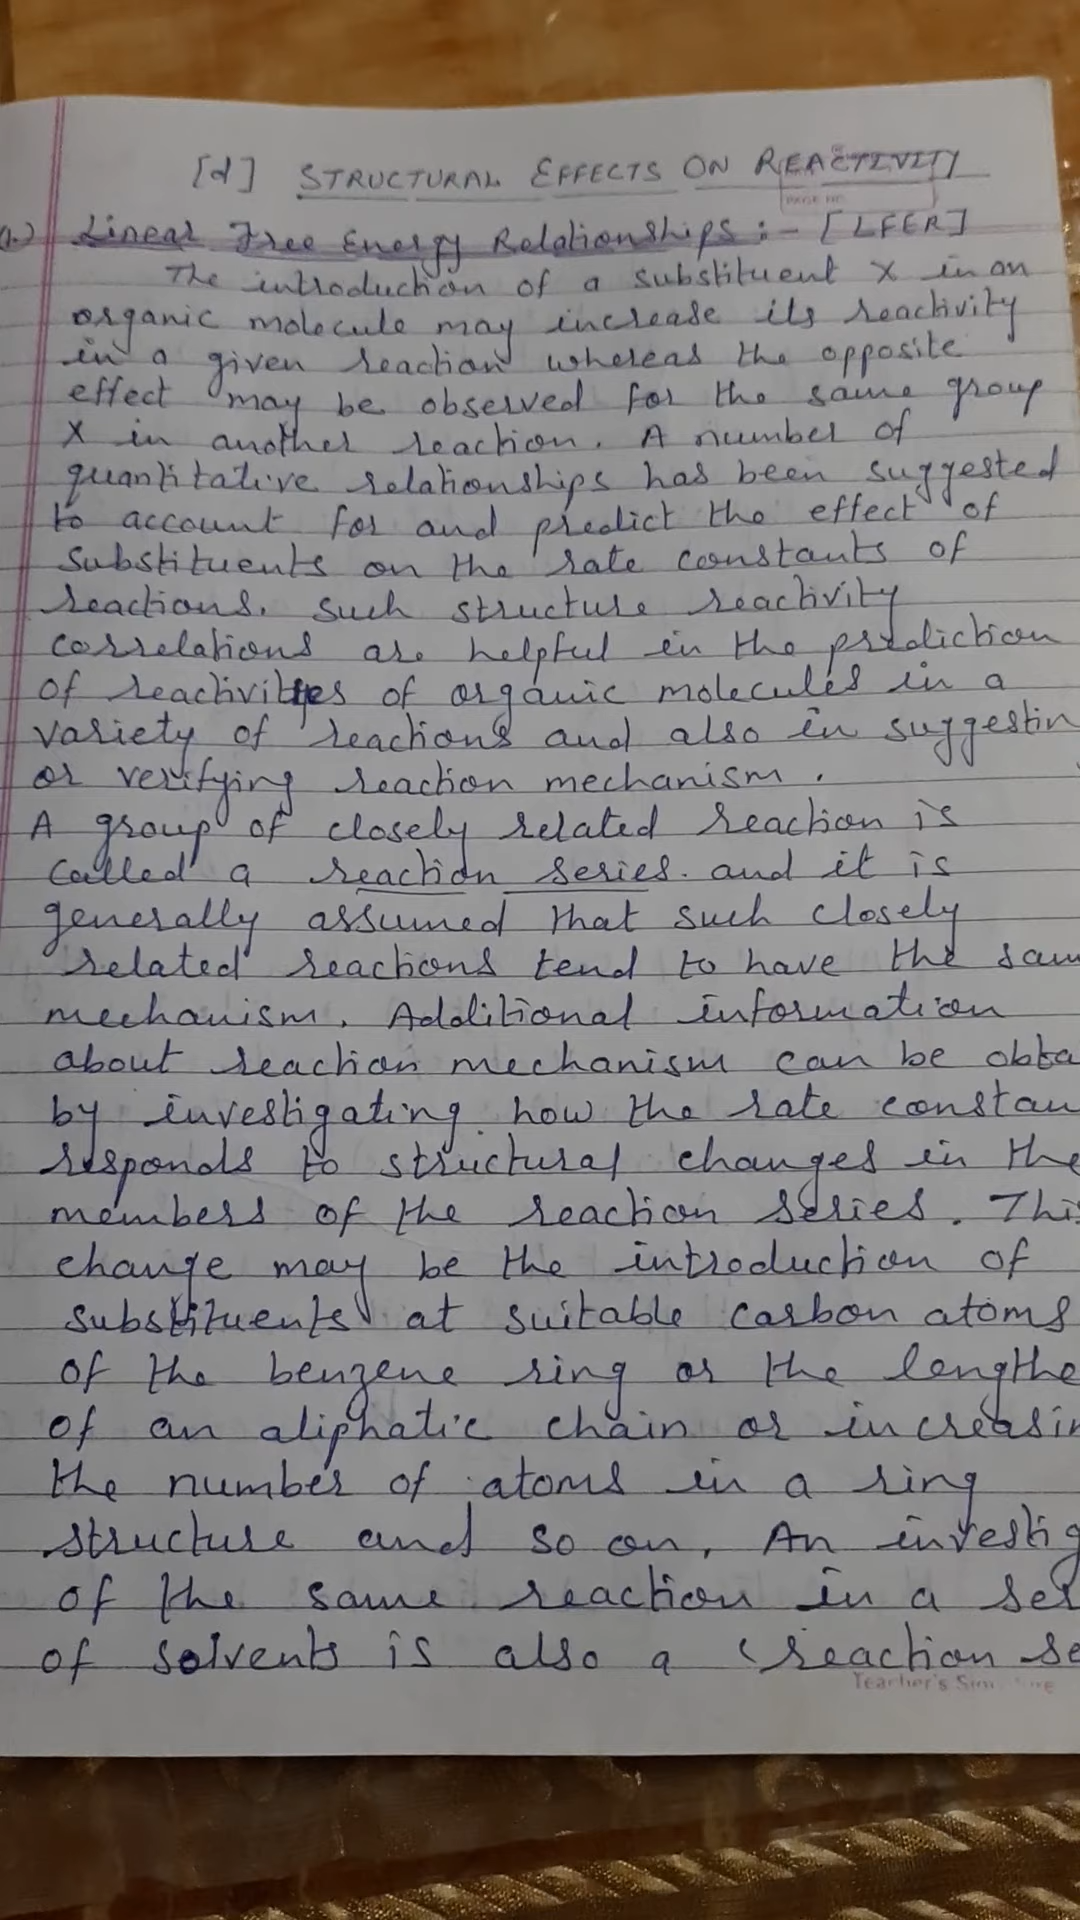 [d] STRUCTURAL EFFECTS ON REACTIVITY
PAGE NO.
1.) Linear Free Energy Relationships :- [LFER]
The introduction of a substituent X in an
organic molecule may increase its reactivity
in a given reaction whereas the opposite
effect may be observed for the same group
X in another reaction. A number of
quantitative relationships has been suggested
to account for and predict the effect of
substituents on the rate constants of
reactions. Such structure reactivity
correlations are helpful in the prediction
of reactivities of organic molecules in a
variety of reactions and also in suggestin
or verifying reaction mechanism.
A group of closely related reaction is
called a reaction series. and it is
generally assumed that such closely
related reactions tend to have the sam
mechanism. Additional information
about reaction mechanism can be obta
by investigating how the rate constan
responds to structural changes in the
members of the reaction series. This
change may be the introduction of
substituents at suitable carbon atoms
of the benzene ring or the lengthe
of an aliphatic chain or increasin
the number of atoms in a ring
structure and so on. An investig
of the same reaction in a ser
of solvents is also a (reaction se
Teacher's